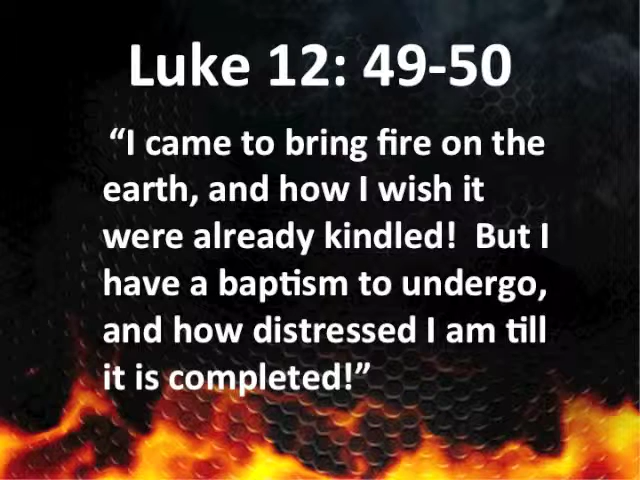 Luke 12: 49-50
“I came to bring fire on the
earth, and how I wish it
were already kindled!  But I
have a baptism to undergo,
and how distressed I am till
it is completed!”